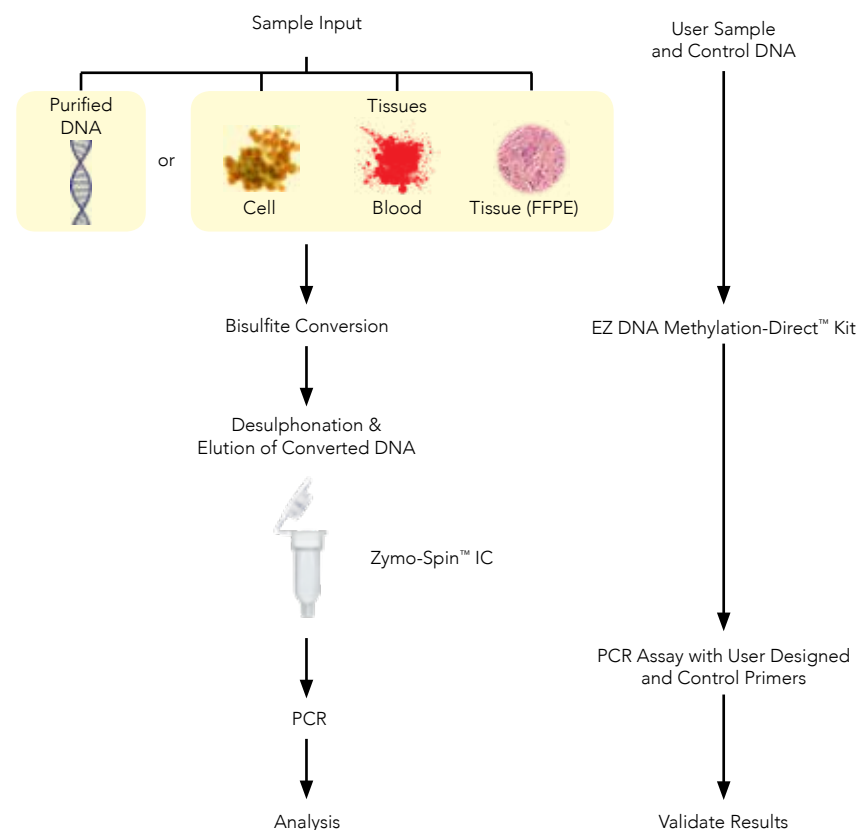 Sample Input
Purified
DNA
or
Tissues
Cell
Blood
Tissue (FFPE)
Bisulfite Conversion
Desulphonation &
Elution of Converted DNA
Zymo-Spin™ IC
PCR
Analysis
User Sample
and Control DNA
EZ DNA Methylation-Direct™ Kit
PCR Assay with User Designed
and Control Primers
Validate Results